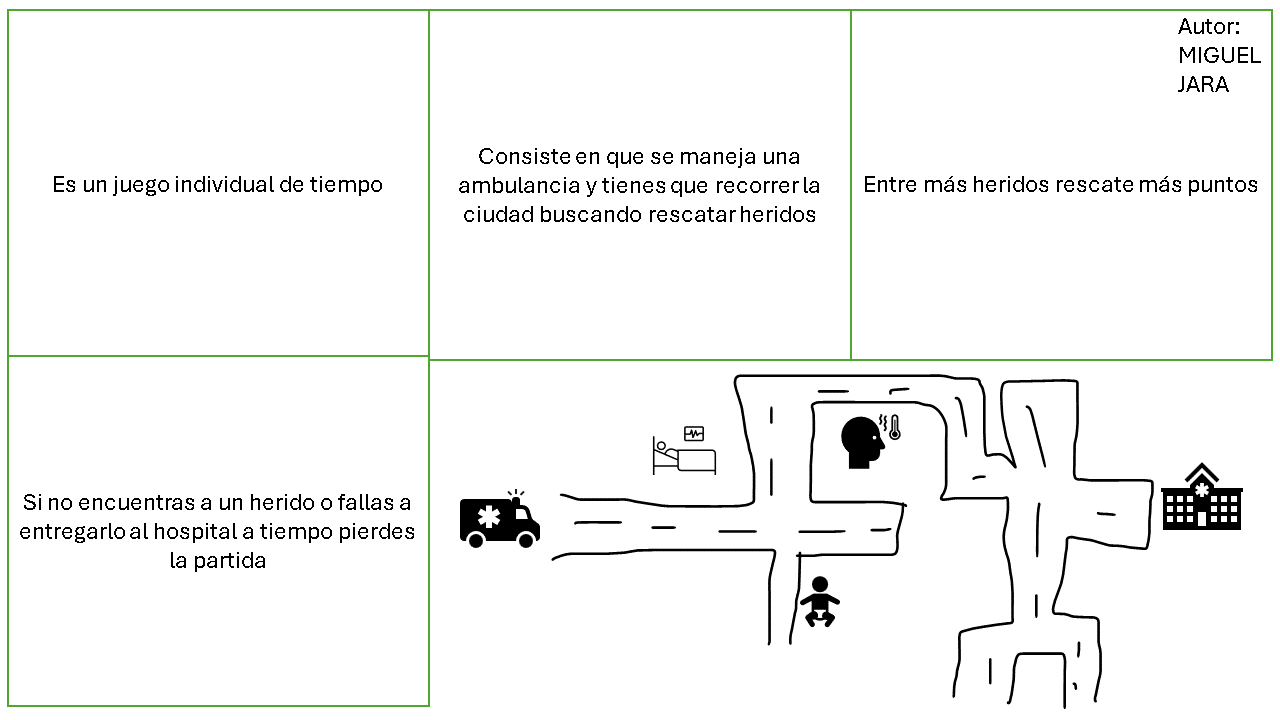 Autor:
MIGUEL
JARA
Es un juego individual de tiempo
Consiste en que se maneja una
ambulancia y tienes que recorrer la
ciudad buscando rescatar heridos
Entre más heridos rescate más puntos
Si no encuentras a un herido o fallas a
entregarlo al hospital a tiempo pierdes
la partida